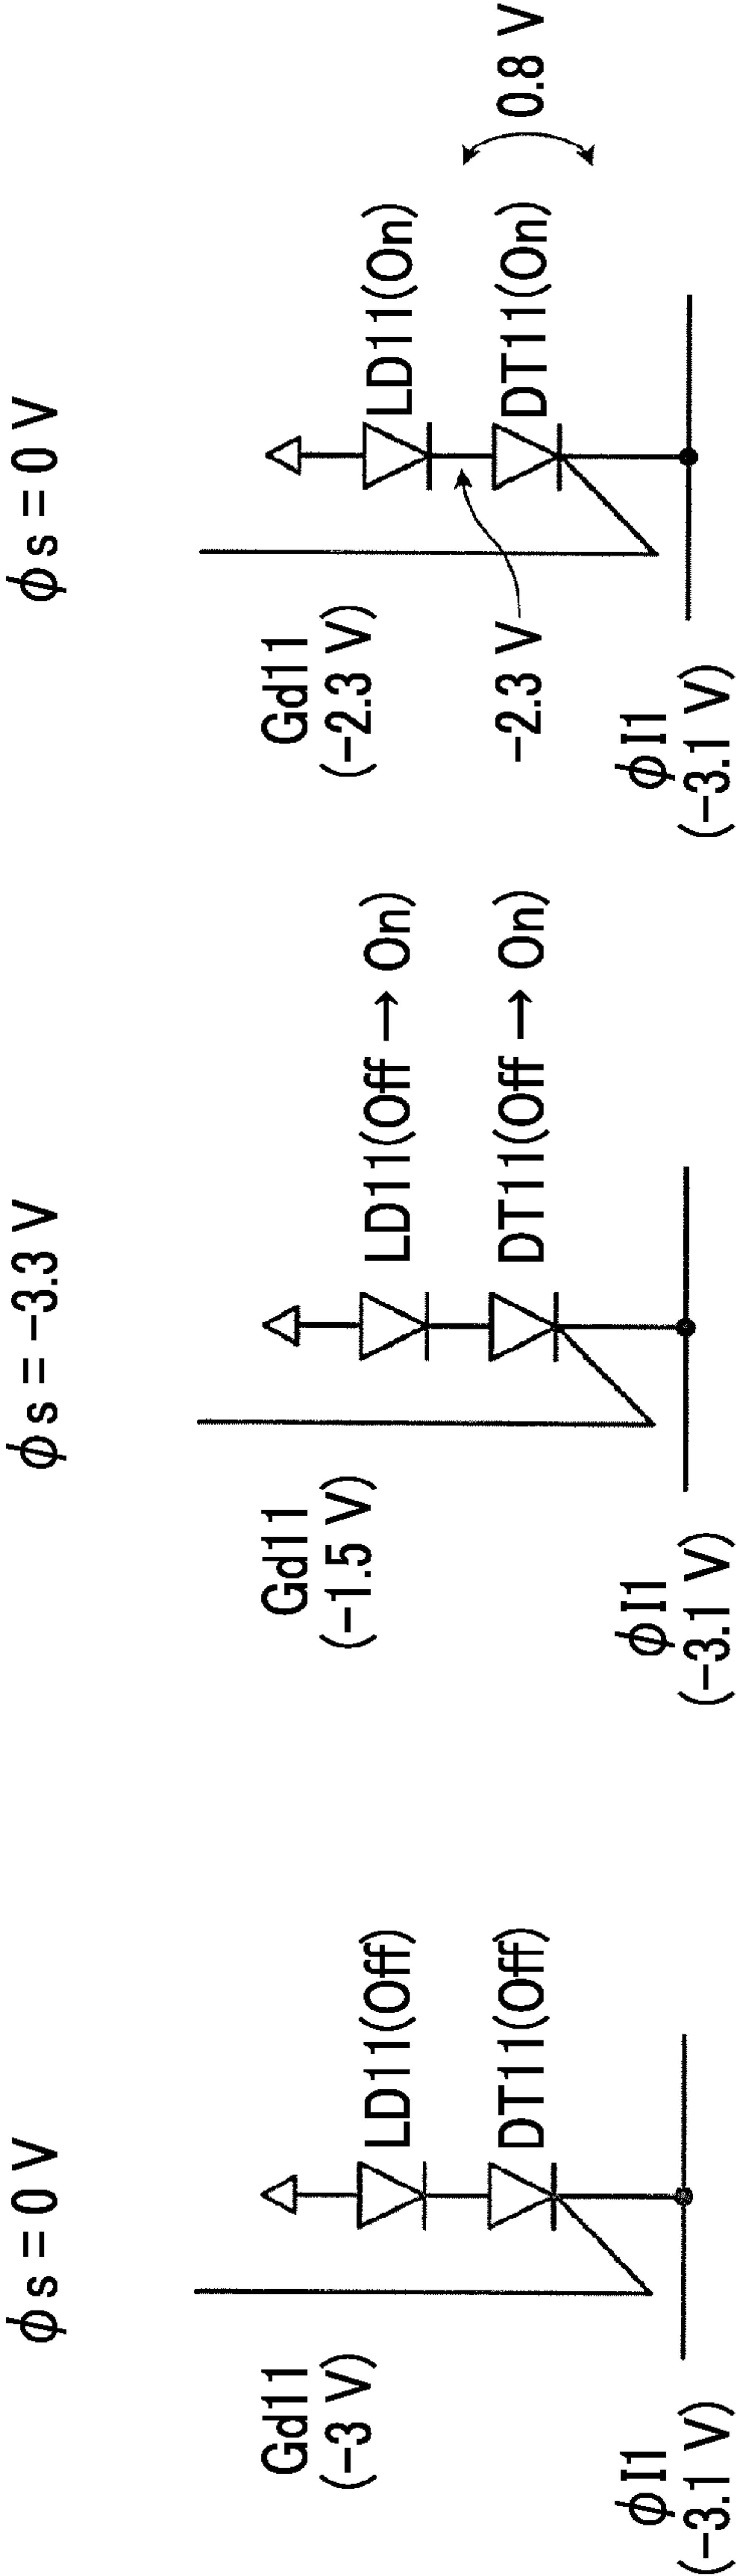 ϕs = 0 V
Gd11
(−3 V)
LD11(Off)
DT11(Off)
ϕI1
(−3.1 V)
ϕs = −3.3 V
Gd11
(−1.5 V)
LD11(Off → On)
DT11(Off → On)
ϕI1
(−3.1 V)
ϕs = 0 V
Gd11
(−2.3 V)
LD11(On)
−2.3 V
DT11(On)
0.8 V
ϕI1
(−3.1 V)